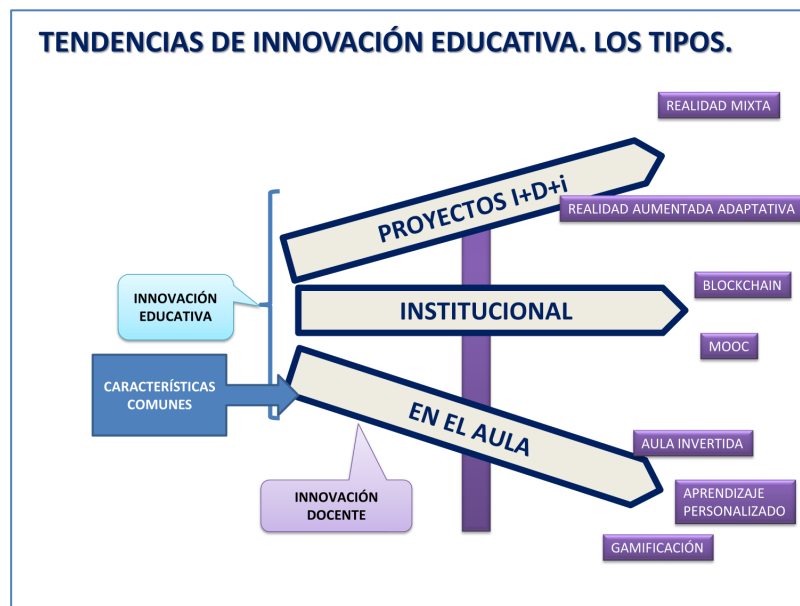 TENDENCIAS DE INNOVACIÓN EDUCATIVA. LOS TIPOS.
REALIDAD MIXTA
PROYECTOS I+D+i
REALIDAD AUMENTADA ADAPTATIVA
INNOVACIÓN
EDUCATIVA
INSTITUCIONAL
BLOCKCHAIN
MOOC
CARACTERÍSTICAS
COMUNES
EN EL AULA
AULA INVERTIDA
INNOVACIÓN
DOCENTE
APRENDIZAJE
PERSONALIZADO
GAMIFICACIÓN